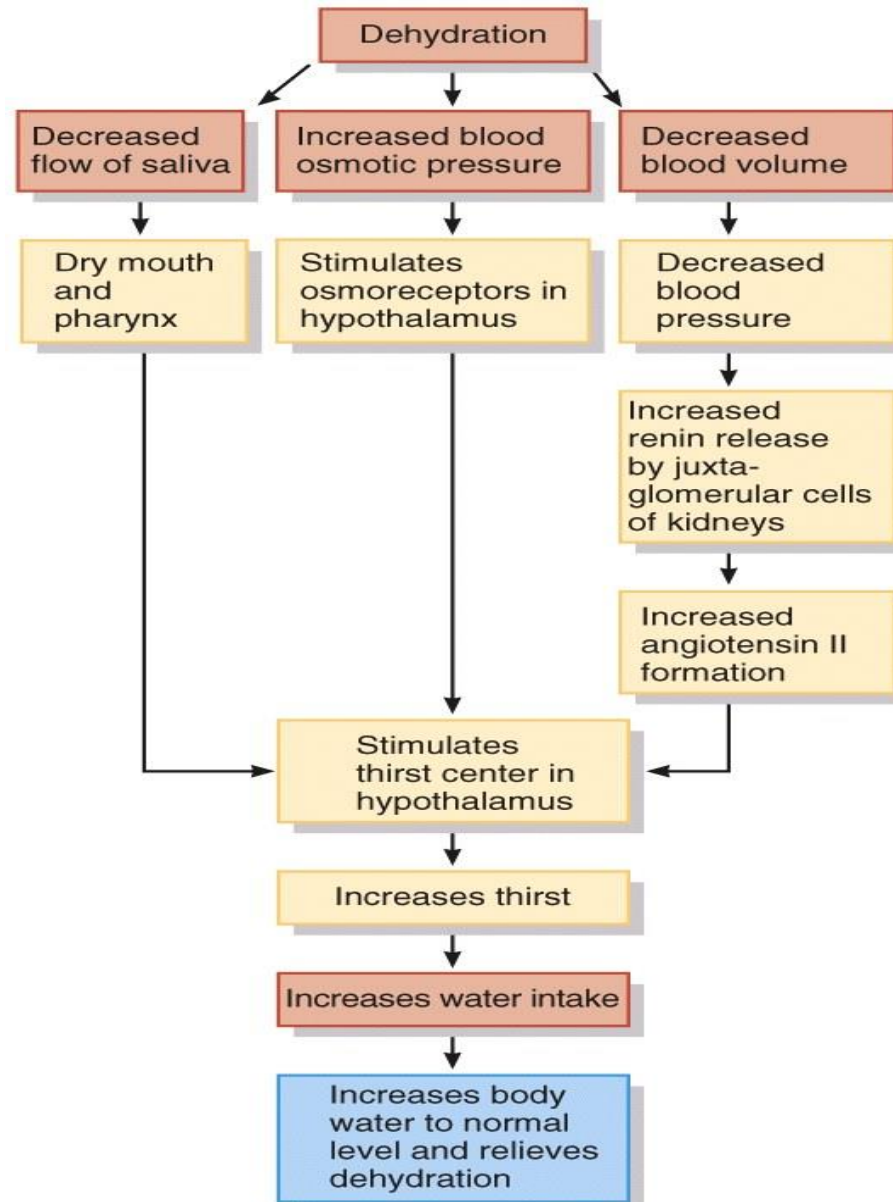 Dehydration
Decreased
flow of saliva
Increased blood
osmotic pressure
Decreased
blood volume
Dry mouth
and
pharynx
Stimulates
osmoreceptors in
hypothalamus
Decreased
blood
pressure
Increased
renin release
by juxta-
glomerular cells
of kidneys
Increased
angiotensin II
formation
Stimulates
thirst center in
hypothalamus
Increases thirst
Increases water intake
Increases body
water to normal
level and relieves
dehydration